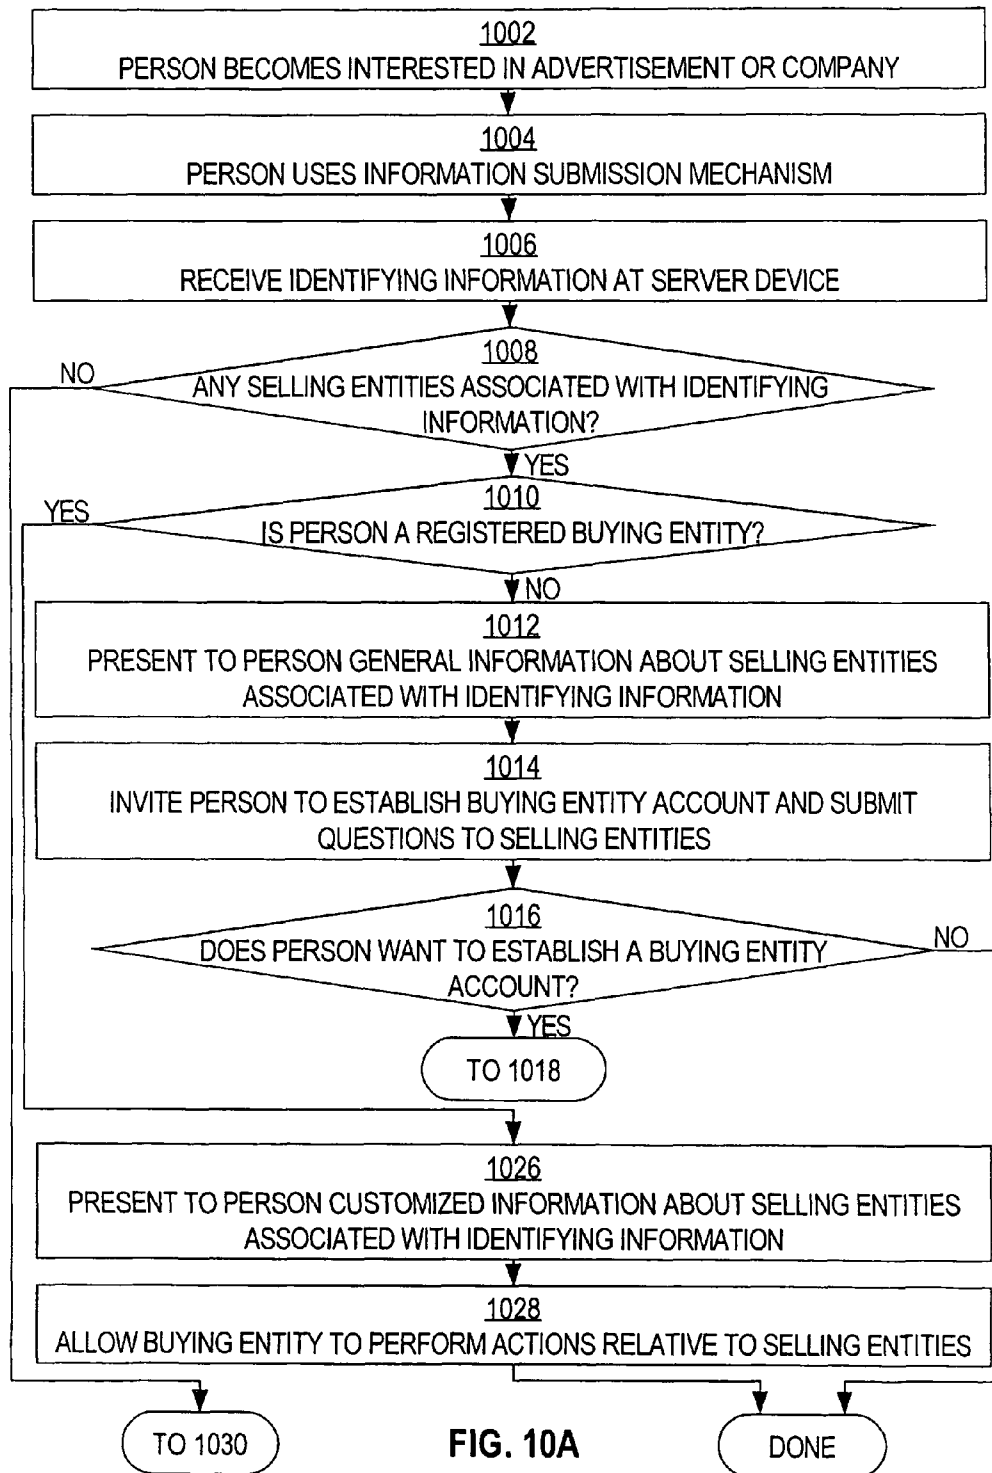 1002
PERSON BECOMES INTERESTED IN ADVERTISEMENT OR COMPANY
1004
PERSON USES INFORMATION SUBMISSION MECHANISM
1006
RECEIVE IDENTIFYING INFORMATION AT SERVER DEVICE
1008
NO
ANY SELLING ENTITIES ASSOCIATED WITH IDENTIFYING
INFORMATION?
YES
1010
YES
IS PERSON A REGISTERED BUYING ENTITY?
NO
1012
PRESENT TO PERSON GENERAL INFORMATION ABOUT SELLING ENTITIES
ASSOCIATED WITH IDENTIFYING INFORMATION
1014
INVITE PERSON TO ESTABLISH BUYING ENTITY ACCOUNT AND SUBMIT
QUESTIONS TO SELLING ENTITIES
1016
DOES PERSON WANT TO ESTABLISH A BUYING ENTITY
NO
ACCOUNT?
YES
TO 1018
1026
PRESENT TO PERSON CUSTOMIZED INFORMATION ABOUT SELLING ENTITIES
ASSOCIATED WITH IDENTIFYING INFORMATION
1028
ALLOW BUYING ENTITY TO PERFORM ACTIONS RELATIVE TO SELLING ENTITIES
TO 1030
FIG. 10A
DONE